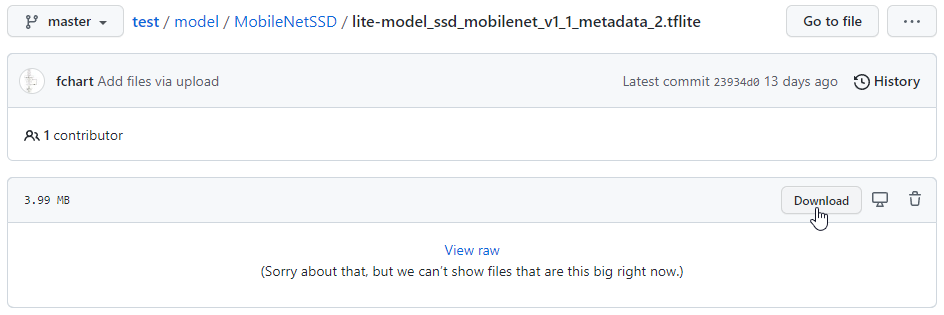 master test / model / MobileNetSSD / lite-model_ssd_mobilenet_v1_1_metadata_2.tflite Go to file ...
fchart Add files via upload Latest commit 23934d0 13 days ago History
1 contributor
3.99 MB Download
View raw
(Sorry about that, but we can't show files that are this big right now.)